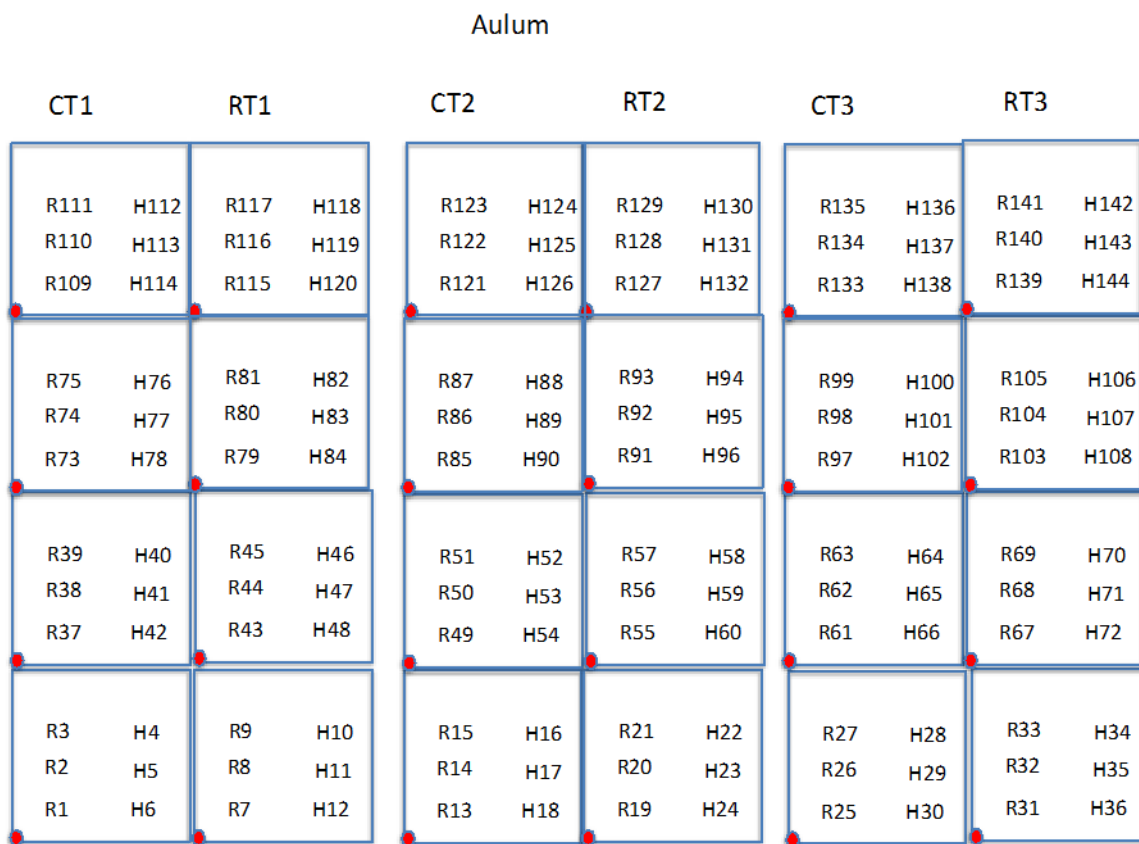 Aulum
CT1 RT1 CT2 RT2 CT3 RT3
R111 H112 R117 H118 R123 H124 R129 H130 R135 H136 R141 H142
R110 H113 R116 H119 R122 H125 R128 H131 R134 H137 R140 H143
R109 H114 R115 H120 R121 H126 R127 H132 R133 H138 R139 H144
R75 H76 R81 H82 R87 H88 R93 H94 R99 H100 R105 H106
R74 H77 R80 H83 R86 H89 R92 H95 R98 H101 R104 H107
R73 H78 R79 H84 R85 H90 R91 H96 R97 H102 R103 H108
R39 H40 R45 H46 R51 H52 R57 H58 R63 H64 R69 H70
R38 H41 R44 H47 R50 H53 R56 H59 R62 H65 R68 H71
R37 H42 R43 H48 R49 H54 R55 H60 R61 H66 R67 H72
R3 H4 R9 H10 R15 H16 R21 H22 R27 H28 R33 H34
R2 H5 R8 H11 R14 H17 R20 H23 R26 H29 R32 H35
R1 H6 R7 H12 R13 H18 R19 H24 R25 H30 R31 H36